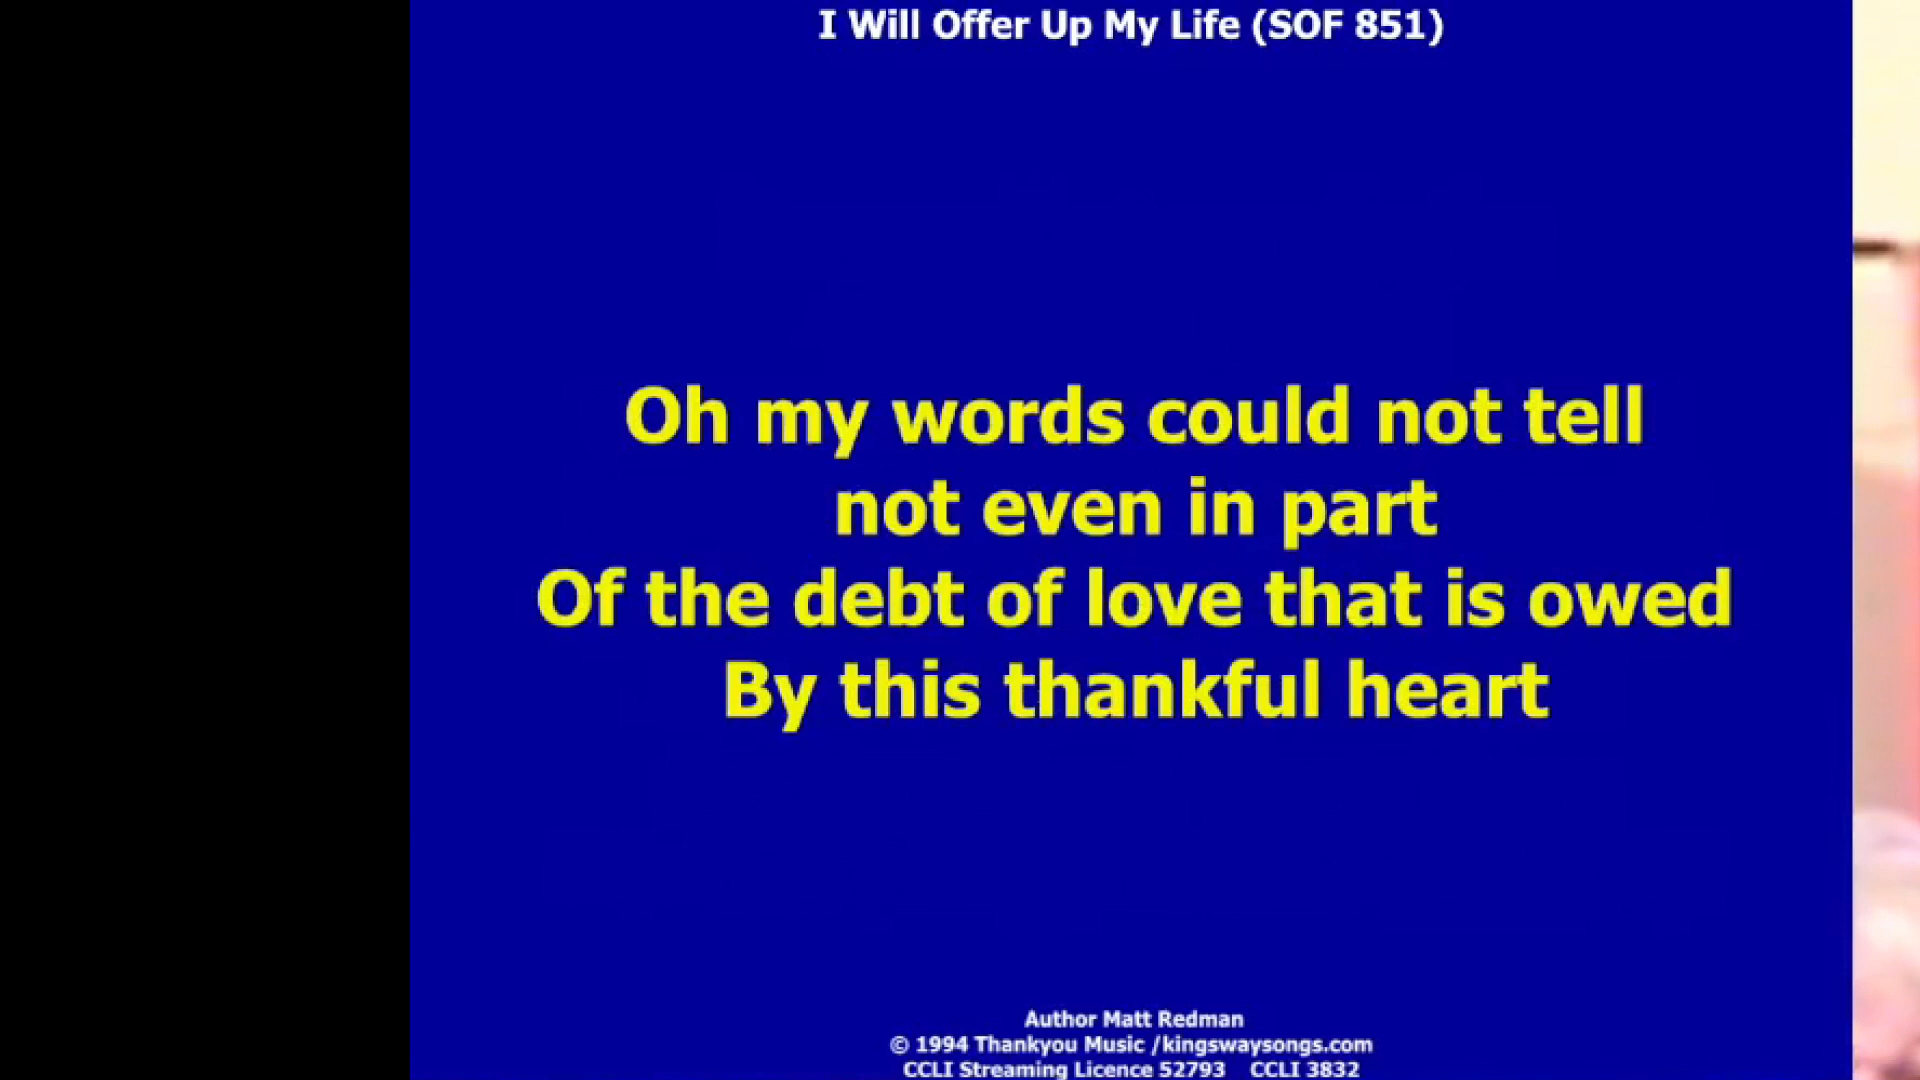 I Will Offer Up My Life (SOF 851)
Oh my words could not tell
not even in part
Of the debt of love that is owed
By this thankful heart
Author Matt Redman
© 1994 Thankyou Music /kingswaysongs.com
CCLI Streaming Licence 52793 CCLI 3832